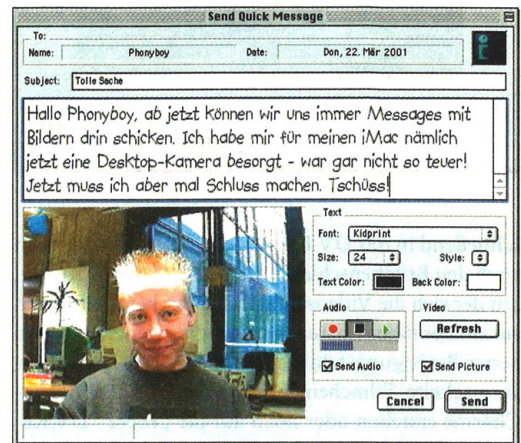 Send Quick Message
To:
Name: Phonyboy Date: Don, 22. Mär 2001
Subject: Tolle Sache
Hallo Phonyboy, ab jetzt können wir uns immer Messages mit
Bildern drin schicken. Ich habe mir für meinen iMac nämlich
jetzt eine Desktop-Kamera besorgt - war gar nicht so teuer!
Jetzt muss ich aber mal Schluss machen. Tschüss!
Text
Font: Kidprint
Size: 24 Style:
Text Color: Back Color:
Audio Video
Refresh
Send Audio Send Picture
Cancel Send